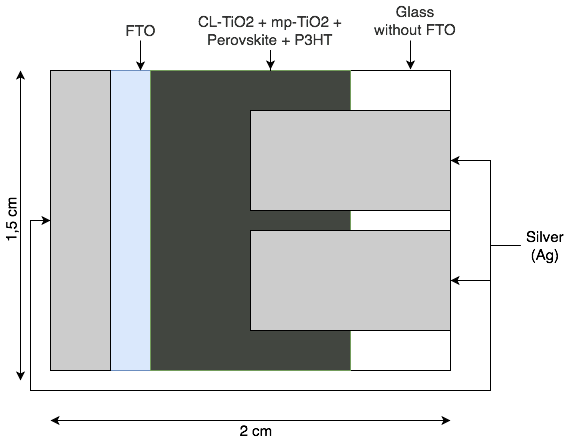 FTO
CL-TiO2 + mp-TiO2 +
Perovskite + P3HT
Glass
without FTO
1,5 cm
Silver
(Ag)
2 cm